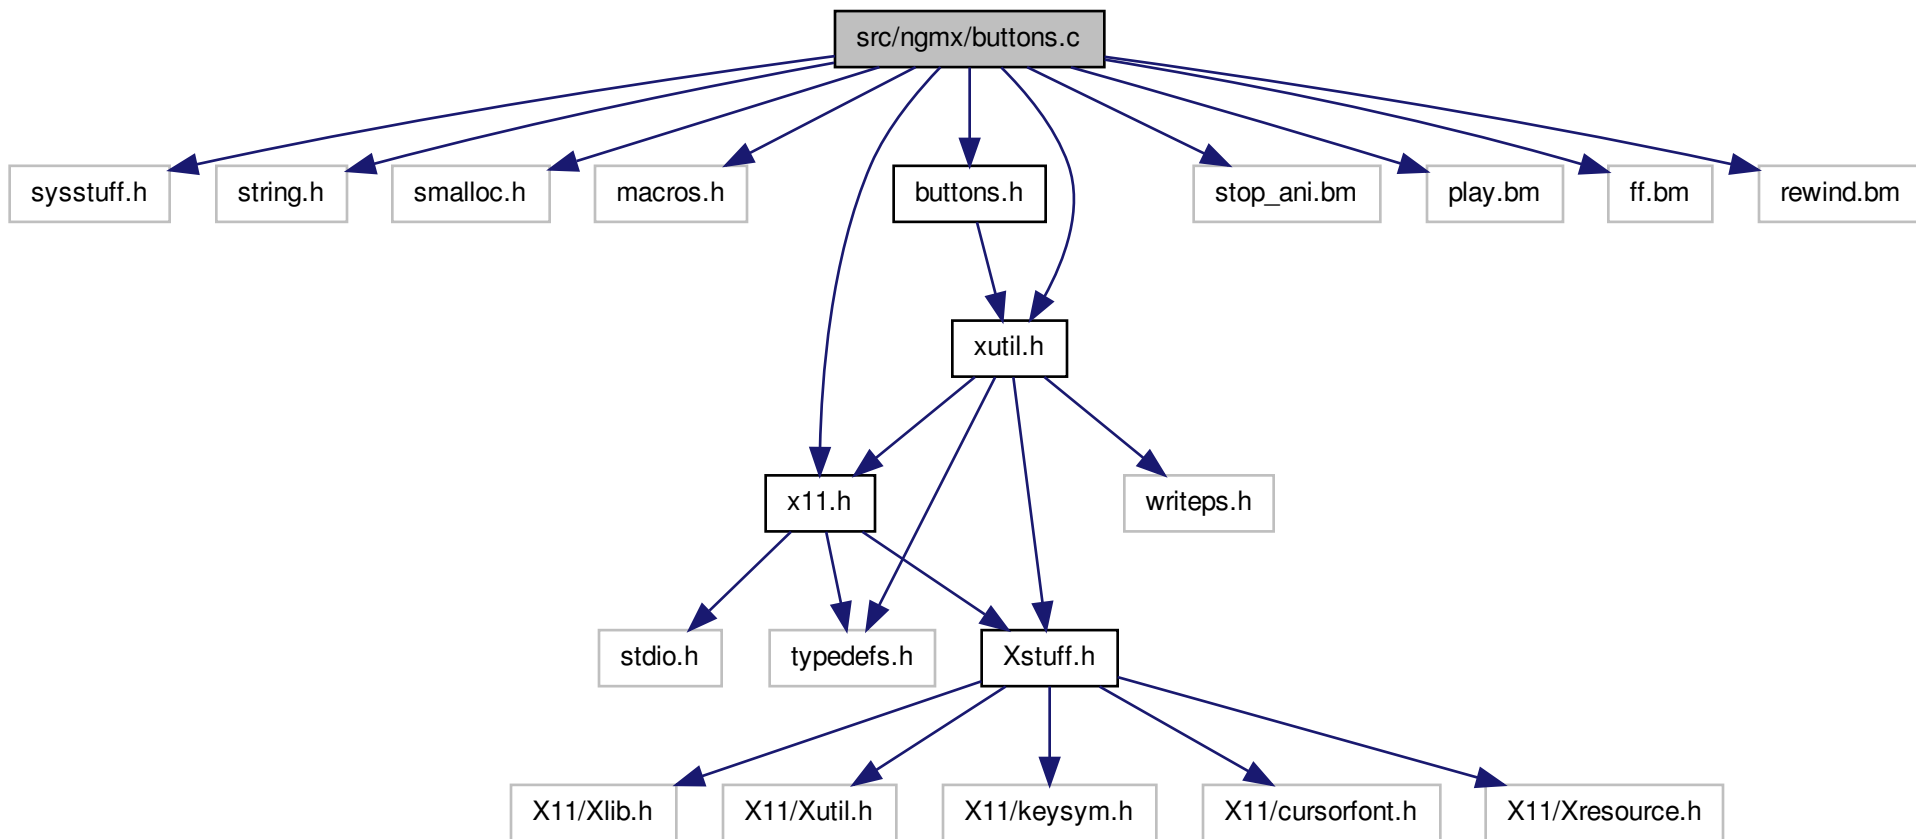 src/ngmx/buttons.c
sysstuff.h
string.h
smalloc.h
macros.h
buttons.h
stop_ani.bm
play.bm
ff.bm
rewind.bm
xutil.h
x11.h
writeps.h
stdio.h
typedefs.h
Xstuff.h
X11/Xlib.h
X11/Xutil.h
X11/keysym.h
X11/cursorfont.h
X11/Xresource.h